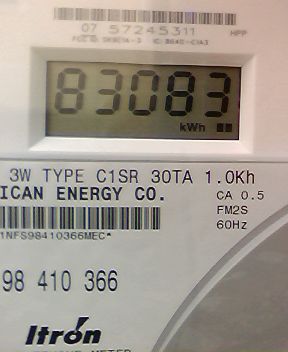 07 57245311 HPP
83083
kWh
3W TYPE C1SR 30TA 1.0Kh
ICAN ENERGY CO.
CA 0.5
FM2S
60Hz
1NFS98410366MEC*
98 410 366
Itron